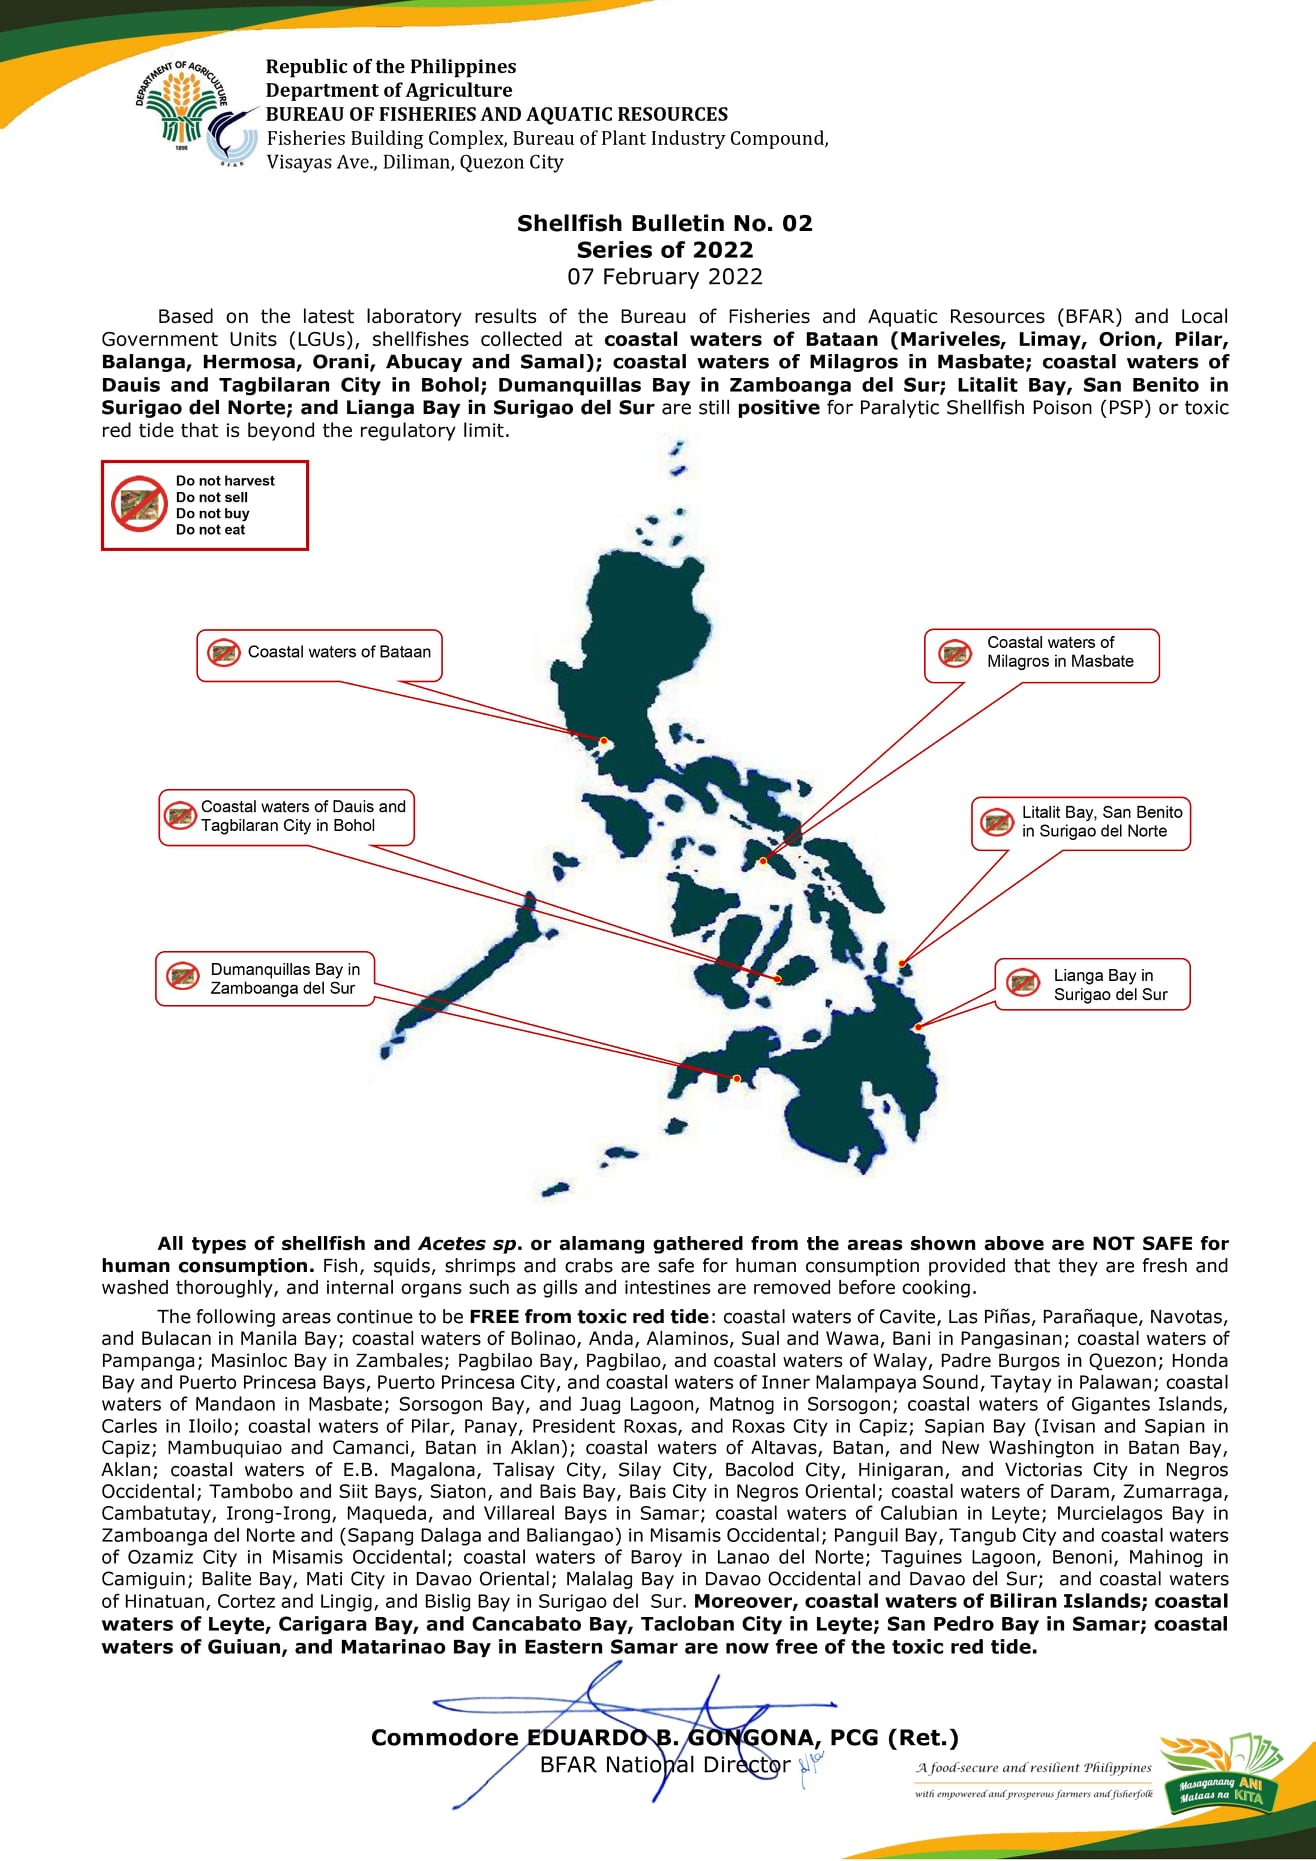 DEPARTMENT OF AGRICULTURE
1898
BFAR
Republic of the Philippines
Department of Agriculture
BUREAU OF FISHERIES AND AQUATIC RESOURCES
Fisheries Building Complex, Bureau of Plant Industry Compound,
Visayas Ave., Diliman, Quezon City
Shellfish Bulletin No. 02
Series of 2022
07 February 2022
Based on the latest laboratory results of the Bureau of Fisheries and Aquatic Resources (BFAR) and Local
Government Units (LGUs), shellfishes collected at coastal waters of Bataan (Mariveles, Limay, Orion, Pilar,
Balanga, Hermosa, Orani, Abucay and Samal); coastal waters of Milagros in Masbate; coastal waters of
Dauis and Tagbilaran City in Bohol; Dumanquillas Bay in Zamboanga del Sur; Litalit Bay, San Benito in
Surigao del Norte; and Lianga Bay in Surigao del Sur are still positive for Paralytic Shellfish Poison (PSP) or toxic
red tide that is beyond the regulatory limit.
Do not harvest
Do not sell
Do not buy
Do not eat
Coastal waters of Bataan
Coastal waters of
Milagros in Masbate
Coastal waters of Dauis and
Tagbilaran City in Bohol
Litalit Bay, San Benito
in Surigao del Norte
Dumanquillas Bay in
Zamboanga del Sur
Lianga Bay in
Surigao del Sur
All types of shellfish and Acetes sp. or alamang gathered from the areas shown above are NOT SAFE for
human consumption. Fish, squids, shrimps and crabs are safe for human consumption provided that they are fresh and
washed thoroughly, and internal organs such as gills and intestines are removed before cooking.
The following areas continue to be FREE from toxic red tide: coastal waters of Cavite, Las Piñas, Parañaque, Navotas,
and Bulacan in Manila Bay; coastal waters of Bolinao, Anda, Alaminos, Sual and Wawa, Bani in Pangasinan; coastal waters of
Pampanga; Masinloc Bay in Zambales; Pagbilao Bay, Pagbilao, and coastal waters of Walay, Padre Burgos in Quezon; Honda
Bay and Puerto Princesa Bays, Puerto Princesa City, and coastal waters of Inner Malampaya Sound, Taytay in Palawan; coastal
waters of Mandaon in Masbate; Sorsogon Bay, and Juag Lagoon, Matnog in Sorsogon; coastal waters of Gigantes Islands,
Carles in Iloilo; coastal waters of Pilar, Panay, President Roxas, and Roxas City in Capiz; Sapian Bay (Ivisan and Sapian in
Capiz; Mambuquiao and Camanci, Batan in Aklan); coastal waters of Altavas, Batan, and New Washington in Batan Bay,
Aklan; coastal waters of E.B. Magalona, Talisay City, Silay City, Bacolod City, Hinigaran, and Victorias City in Negros
Occidental; Tambobo and Siit Bays, Siaton, and Bais Bay, Bais City in Negros Oriental; coastal waters of Daram, Zumarraga,
Cambatutay, Irong-Irong, Maqueda, and Villareal Bays in Samar; coastal waters of Calubian in Leyte; Murcielagos Bay in
Zamboanga del Norte and (Sapang Dalaga and Baliangao) in Misamis Occidental; Panguil Bay, Tangub City and coastal waters
of Ozamiz City in Misamis Occidental; coastal waters of Baroy in Lanao del Norte; Taguines Lagoon, Benoni, Mahinog in
Camiguin; Balite Bay, Mati City in Davao Oriental; Malalag Bay in Davao Occidental and Davao del Sur; and coastal waters
of Hinatuan, Cortez and Lingig, and Bislig Bay in Surigao del Sur. Moreover, coastal waters of Biliran Islands; coastal
waters of Leyte, Carigara Bay, and Cancabato Bay, Tacloban City in Leyte; San Pedro Bay in Samar; coastal
waters of Guiuan, and Matarinao Bay in Eastern Samar are now free of the toxic red tide.
Commodore EDUARDO B. GONGONA, PCG (Ret.)
BFAR National Director
A food-secure and resilient Philippines
with empowered and prosperous farmers and fisherfolk
Masaganang ANI
Mataas na KITA